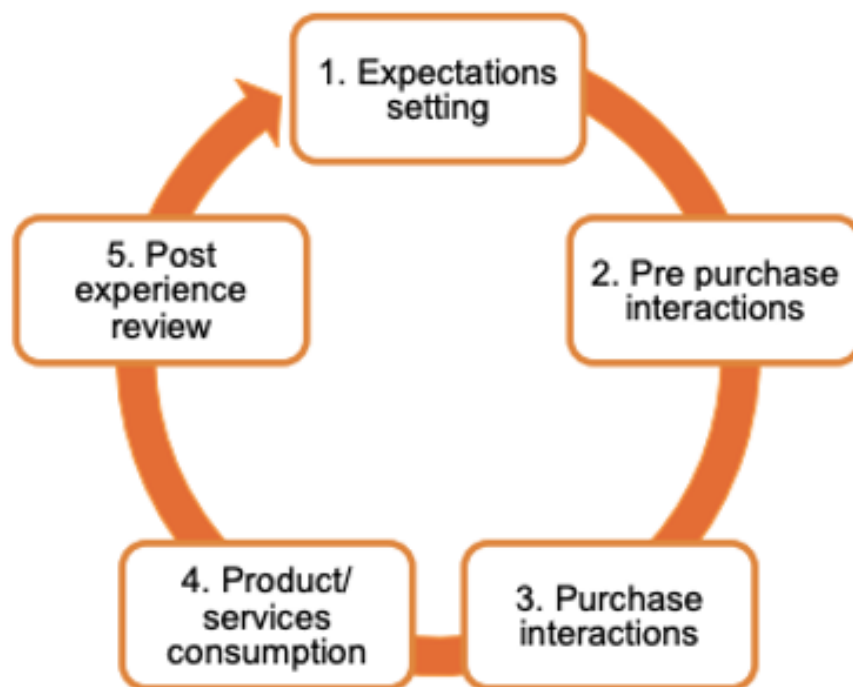 1. Expectations
setting
2. Pre purchase
interactions
3. Purchase
interactions
4. Product/
services
consumption
5. Post
experience
review